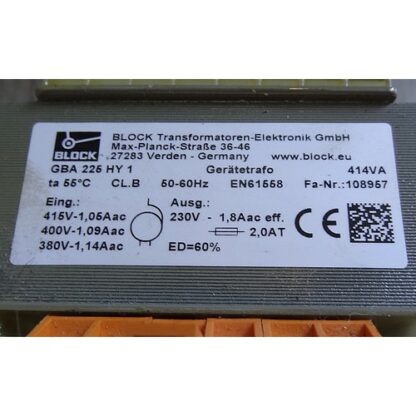 BLOCK
BLOCK Transformatoren-Elektronik GmbH
Max-Planck-Straße 36-46
27283 Verden - Germany www.block.eu
GBA 225 HY 1 Gerätetrafo 414VA
ta 55°C CL.B 50-60Hz EN61558 Fa-Nr.:108957
Eing.: Ausg.:
415V-1,05Aac 230V - 1,8Aac eff.
400V-1,09Aac 2,0AT
380V-1,14Aac ED=60%
CE